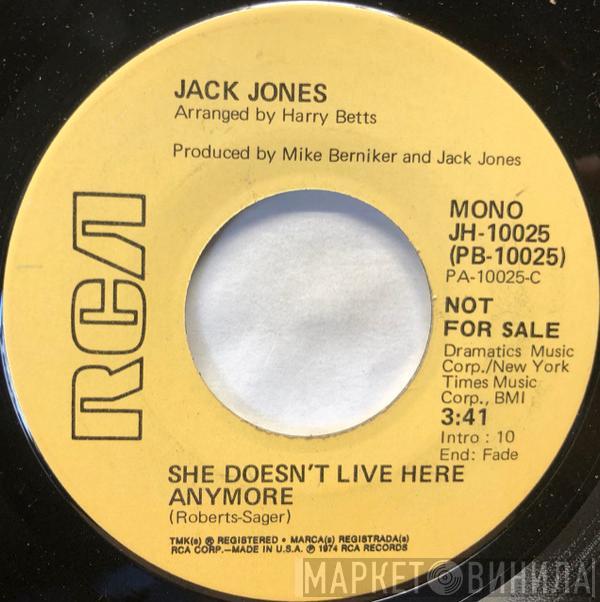 JACK JONES
Arranged by Harry Betts
Produced by Mike Berniker and Jack Jones
RCA
MONO
JH-10025
(PB-10025)
PA-10025-C
NOT
FOR SALE
Dramatics Music
Corp./New York
Times Music
Corp., BMI
3:41
Intro : 10
End: Fade
SHE DOESN'T LIVE HERE
ANYMORE
(Roberts-Sager)
TMK(s) ® REGISTERED • MARCA(s) REGISTRADA(s)
RCA CORP.—MADE IN U.S.A. ℗ 1974 RCA RECORDS
МАРКЕТ ВИНИЛА